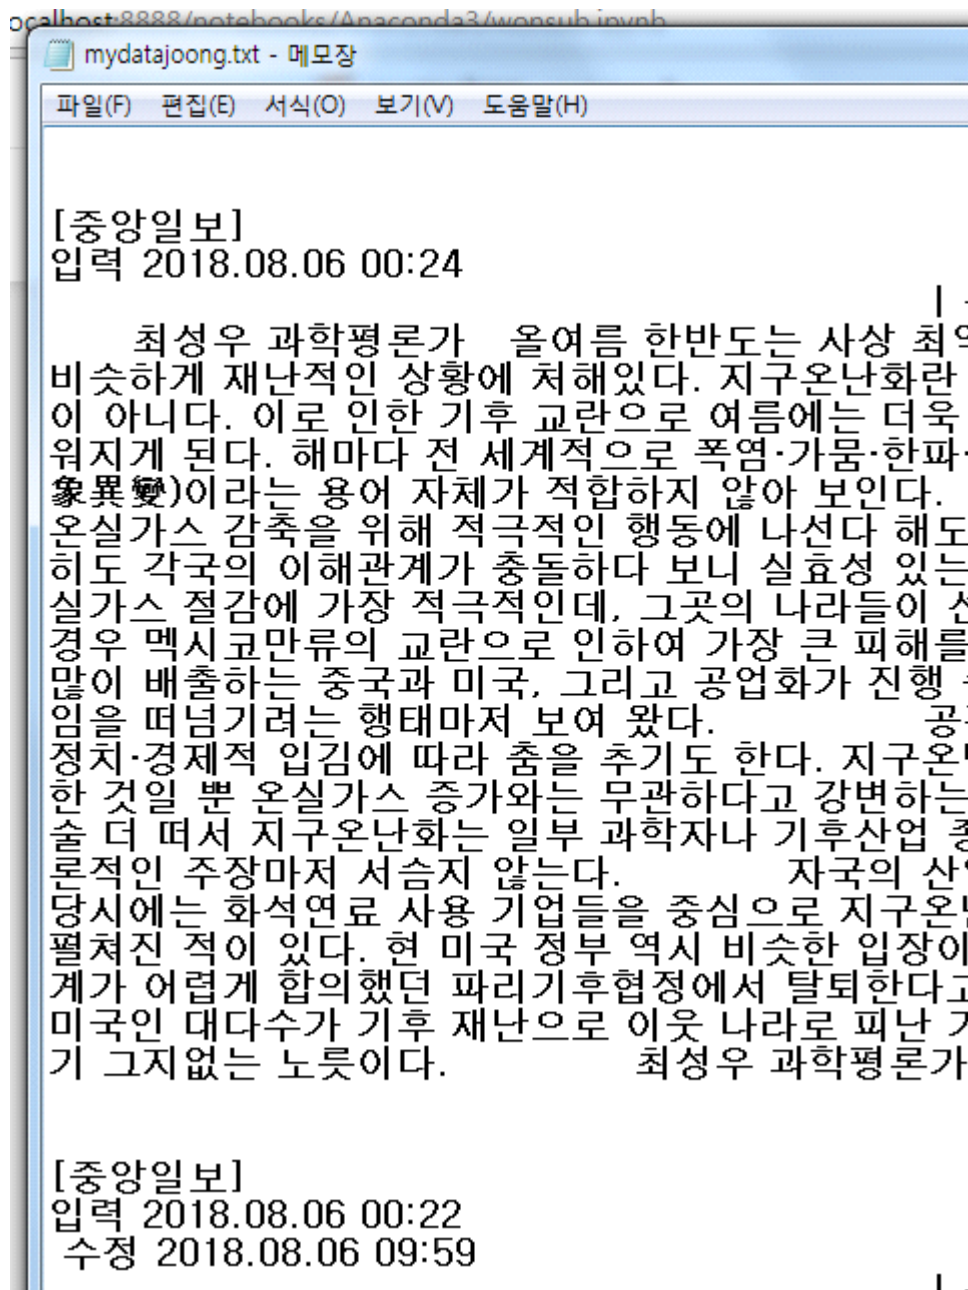 localhost:8888/notebooks/Anaconda3/wonsub.ipynb
mydatajoong.txt - 메모장
파일(F) 편집(E) 서식(O) 보기(V) 도움말(H)
[중앙일보]
입력 2018.08.06 00:24
|
최성우 과학평론가 올여름 한반도는 사상 최악
비슷하게 재난적인 상황에 처해있다. 지구온난화란
이 아니다. 이로 인한 기후 교란으로 여름에는 더욱
워지게 된다. 해마다 전 세계적으로 폭염·가뭄·한파·
象異變)이라는 용어 자체가 적합하지 않아 보인다.
온실가스 감축을 위해 적극적인 행동에 나선다 해도
히도 각국의 이해관계가 충돌하다 보니 실효성 있는
실가스 절감에 가장 적극적인데, 그곳의 나라들이
경우 멕시코만류의 교란으로 인하여 가장 큰 피해를
많이 배출하는 중국과 미국, 그리고 공업화가 진행
임을 떠넘기려는 행태마저 보여 왔다.
정치·경제적 입김에 따라 춤을 추기도 한다. 지구온
한 것일 뿐 온실가스 증가와는 무관하다고 강변하는
술 더 떠서 지구온난화는 일부 과학자나 기후산업
론적인 주장마저 서슴지 않는다. 자국의
당시에는 화석연료 사용 기업들을 중심으로 지구온
펼쳐진 적이 있다. 현 미국 정부 역시 비슷한 입장이
계가 어렵게 합의했던 파리기후협정에서 탈퇴한다고
미국인 대다수가 기후 재난으로 이웃 나라로 피난
기 그지없는 노릇이다. 최성우 과학평론가
[중앙일보]
입력 2018.08.06 00:22
수정 2018.08.06 09:59